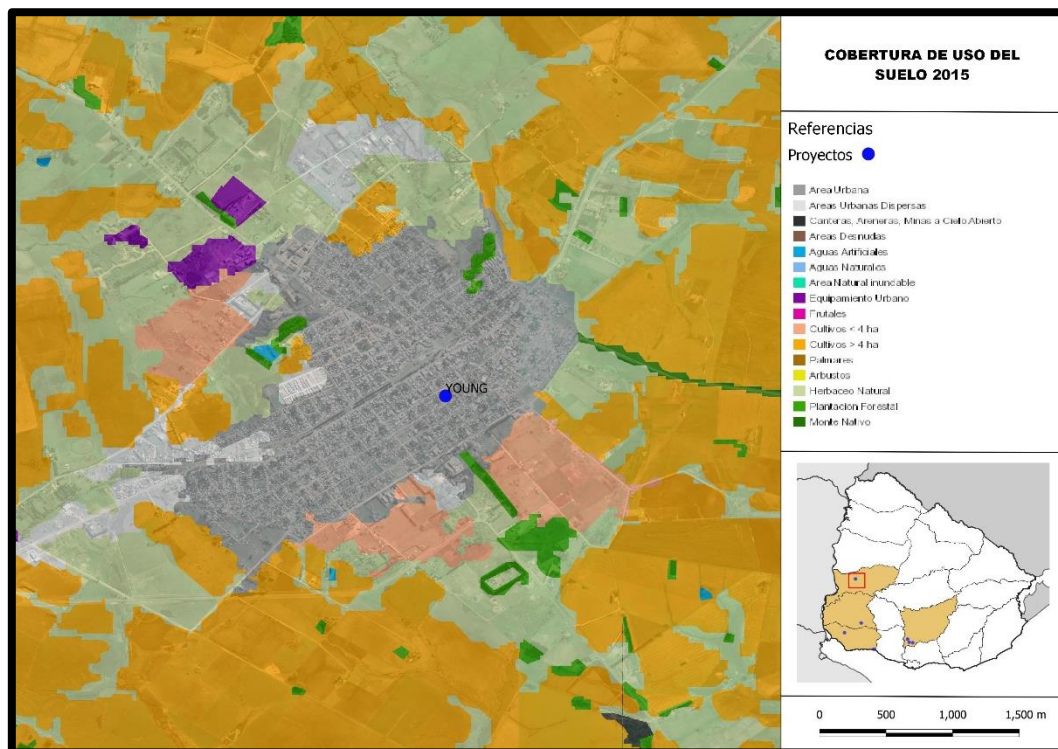 COBERTURA DE USO DEL
SUELO 2015
Referencias
Proyectos
Area Urbana
Areas Urbanas Dispersas
Canteras, Areneras, Minas a Cielo Abierto
Areas Desnudas
Aguas Artificiales
Aguas Naturales
Area Natural inundable
Equipamiento Urbano
Frutales
Cultivos < 4 ha
Cultivos > 4 ha
Palmares
Arbustos
Herbaceo Natural
Plantacion Forestal
Monte Nativo
YOUNG
0 500 1,000 1,500 m